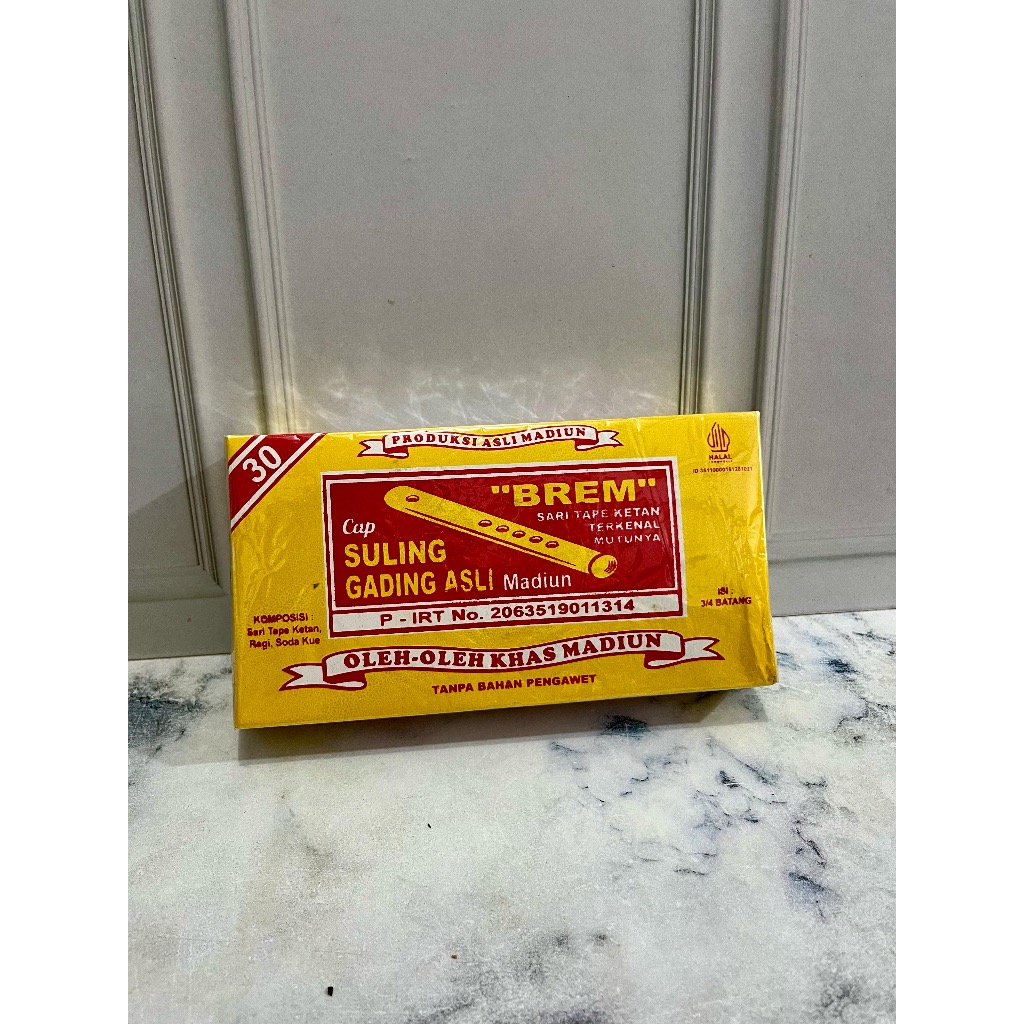 30
PRODUKSI ASLI MADIUN
HALAL
INDONESIA
"BREM"
SARI TAPE KETAN
TERKENAL
MUTUNYA
Cap
SULING
GADING ASLI Madiun
P - IRT No. 2063519011314
KOMPOSISI :
Sari Tape Ketan,
Ragi, Soda Kue
ISI :
3/4 BATANG
OLEH-OLEH KHAS MADIUN
TANPA BAHAN PENGAWET